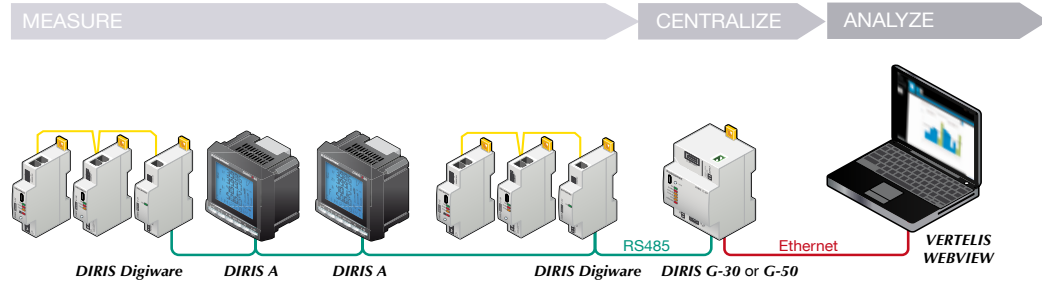 MEASURE
CENTRALIZE
ANALYZE
RS485
Ethernet
DIRIS Digiware
DIRIS A
DIRIS A
DIRIS Digiware
DIRIS G-30 or G-50
VERTELIS
WEBVIEW